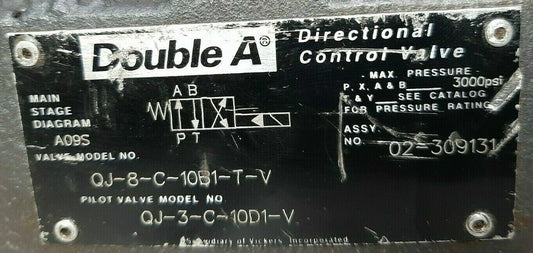 Double A® Directional
Control Valve
MAX. PRESSURE
P, X, A & B 3000psi
T & Y SEE CATALOG
FOR PRESSURE RATING
MAIN
STAGE
DIAGRAM
A09S
A B
P T
ASSY.
NO. 02-309131
VALVE MODEL NO.
QJ-8-C-10B1-T-V
PILOT VALVE MODEL NO
QJ-3-C-10D1-V
Subsidiary of Vickers, Incorporated